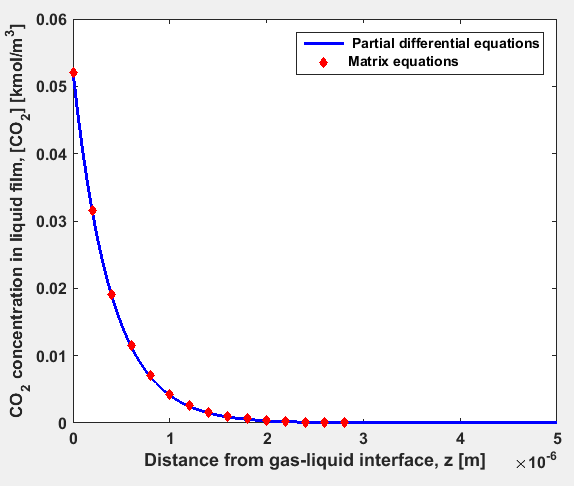 0.06
Partial differential equations
Matrix equations
0.05
0.04
0.03
0.02
0.01
0
CO2 concentration in liquid film, [CO2] [kmol/m³]
0 1 2 3 4 5
Distance from gas-liquid interface, z [m]
×10⁻⁶